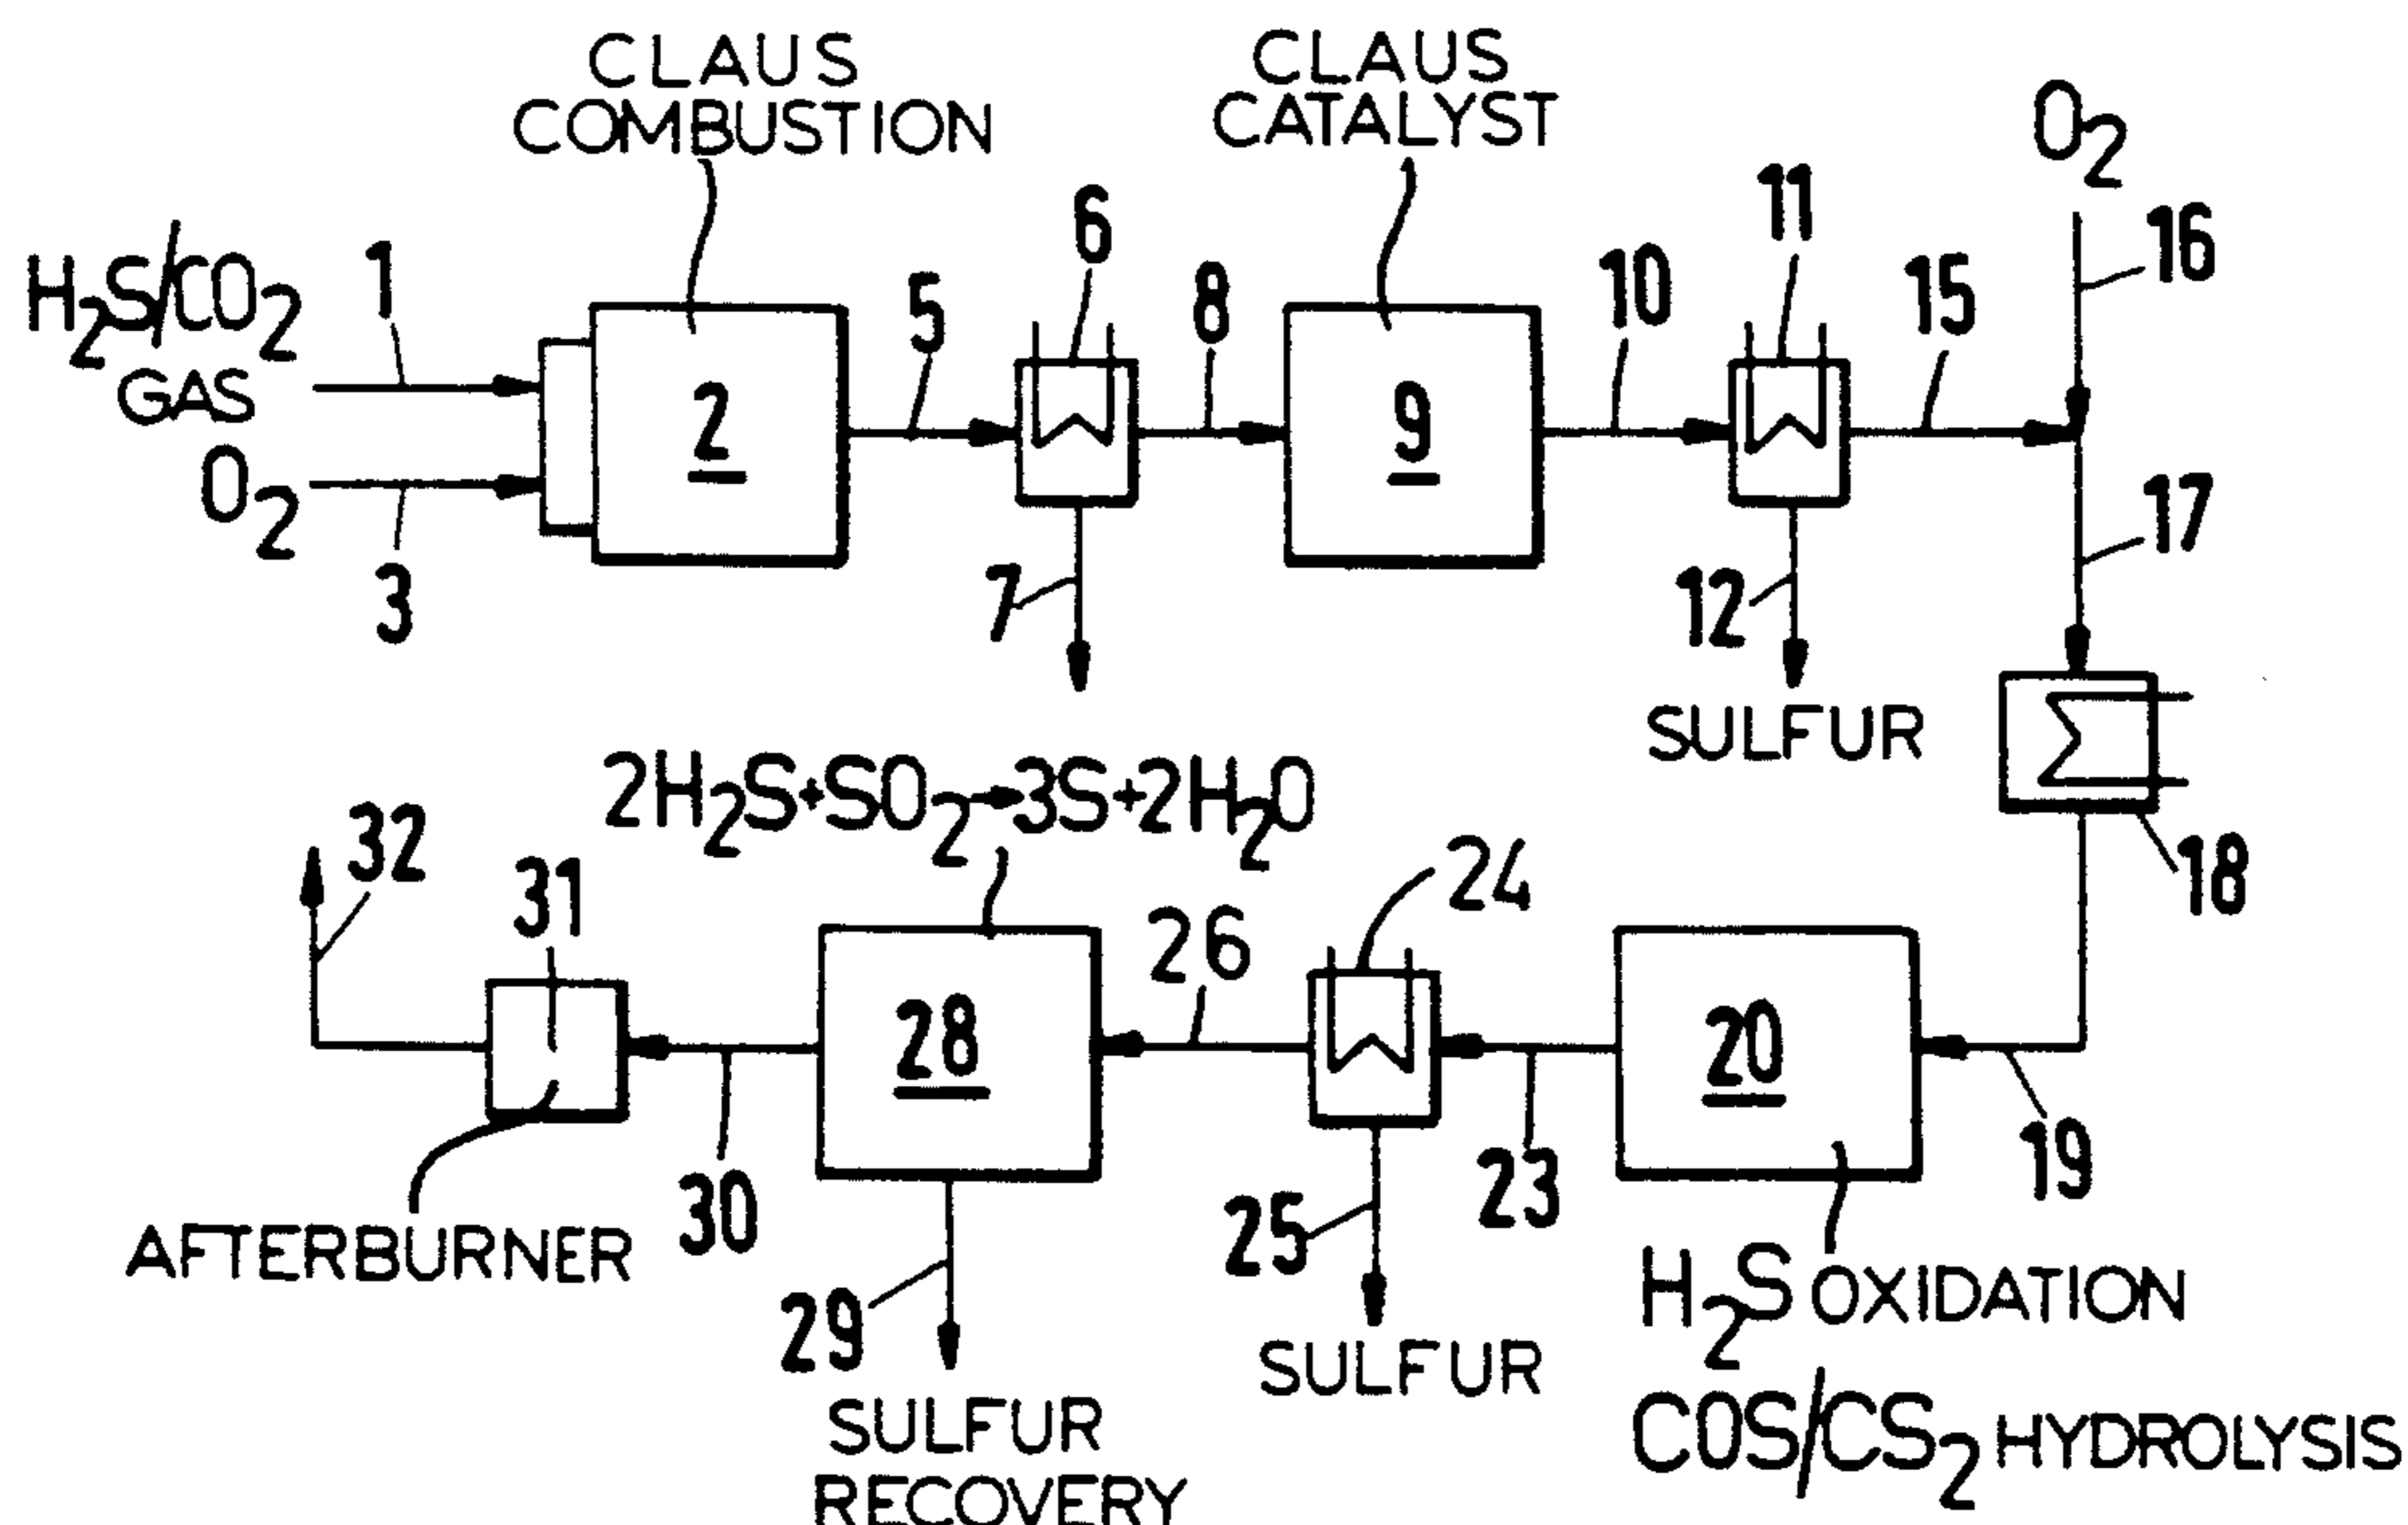 CLAUS
COMBUSTION
CLAUS
CATALYST
O2
H2S/CO2
GAS
O2
1
2
3
5
6
7
8
9
10
11
12
15
16
17
SULFUR
18
2H2S+SO2→3S+2H2O
32
31
AFTERBURNER
30
28
29
SULFUR
RECOVERY
26
24
25
SULFUR
23
20
19
H2S OXIDATION
COS/CS2 HYDROLYSIS